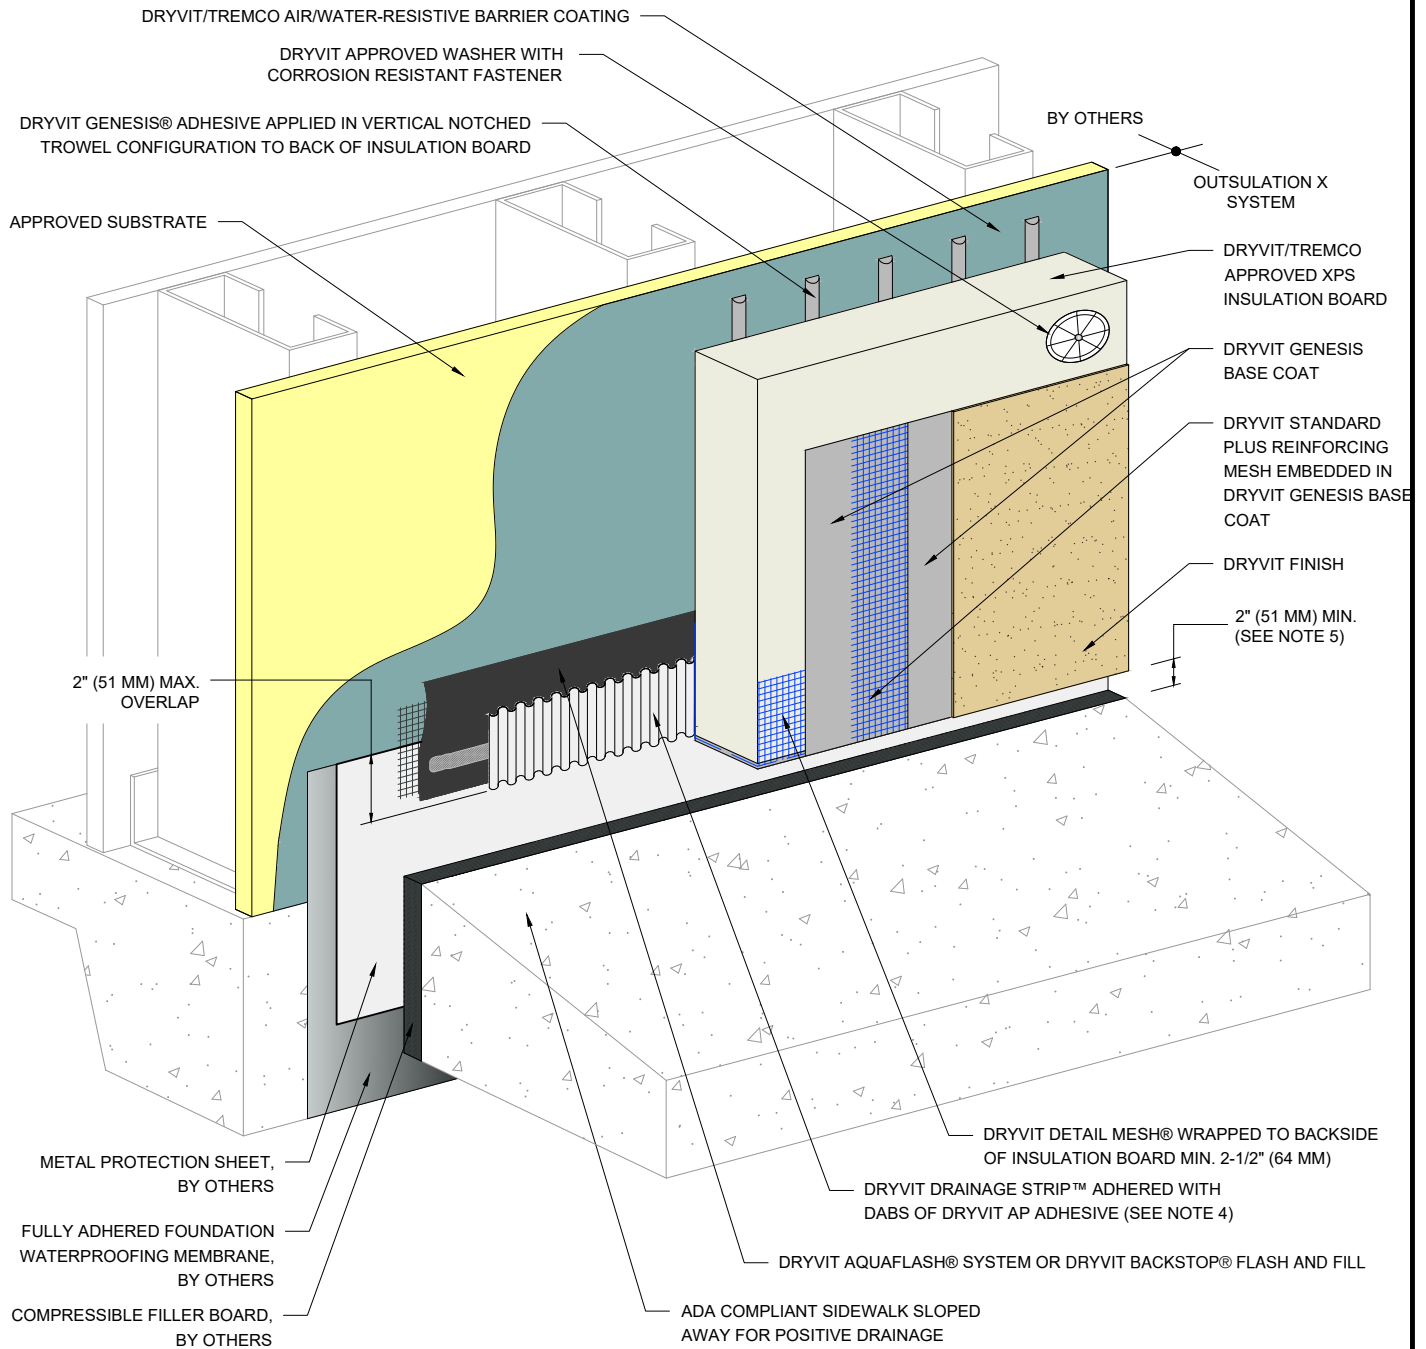 DRYVIT/TREMCO AIR/WATER-RESISTIVE BARRIER COATING
DRYVIT APPROVED WASHER WITH
CORROSION RESISTANT FASTENER
DRYVIT GENESIS® ADHESIVE APPLIED IN VERTICAL NOTCHED
TROWEL CONFIGURATION TO BACK OF INSULATION BOARD
APPROVED SUBSTRATE
BY OTHERS
OUTSULATION X
SYSTEM
DRYVIT/TREMCO
APPROVED XPS
INSULATION BOARD
DRYVIT GENESIS
BASE COAT
DRYVIT STANDARD
PLUS REINFORCING
MESH EMBEDDED IN
DRYVIT GENESIS BASE
COAT
DRYVIT FINISH
2" (51 MM) MIN.
(SEE NOTE 5)
2" (51 MM) MAX.
OVERLAP
METAL PROTECTION SHEET,
BY OTHERS
FULLY ADHERED FOUNDATION
WATERPROOFING MEMBRANE,
BY OTHERS
COMPRESSIBLE FILLER BOARD,
BY OTHERS
DRYVIT DETAIL MESH® WRAPPED TO BACKSIDE
OF INSULATION BOARD MIN. 2-1/2" (64 MM)
DRYVIT DRAINAGE STRIP™ ADHERED WITH
DABS OF DRYVIT AP ADHESIVE (SEE NOTE 4)
DRYVIT AQUAFLASH® SYSTEM OR DRYVIT BACKSTOP® FLASH AND FILL
ADA COMPLIANT SIDEWALK SLOPED
AWAY FOR POSITIVE DRAINAGE